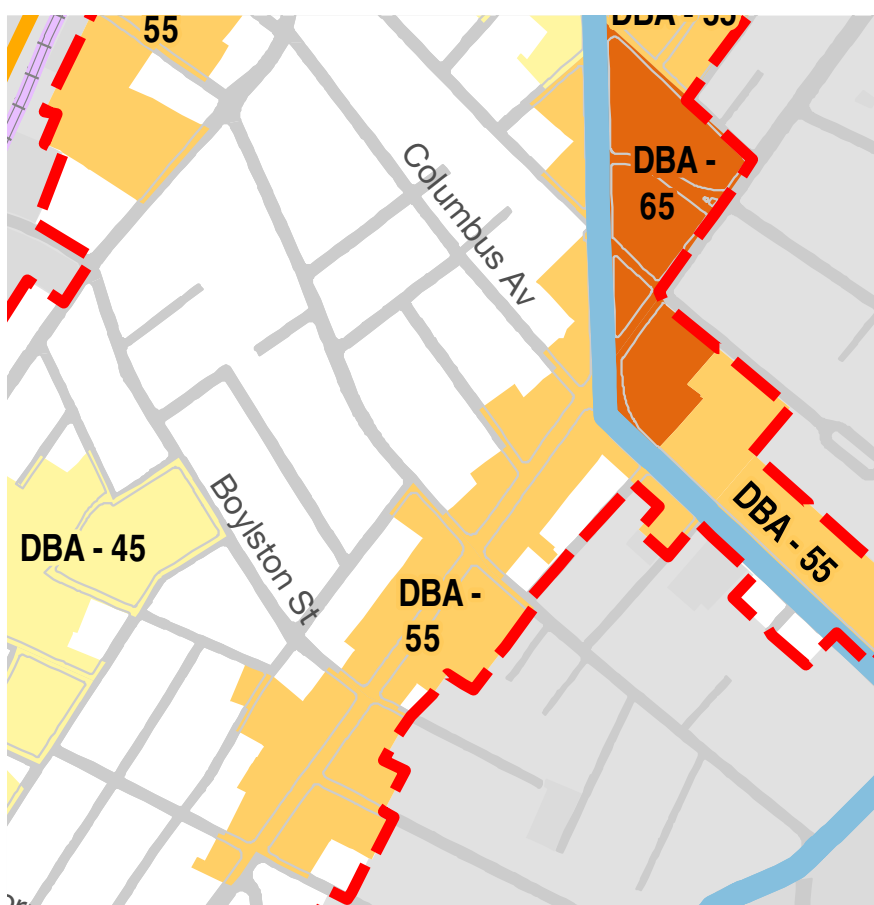 55
DBA - 55
DBA -
65
Columbus Av
DBA - 55
Boylston St
DBA - 45
DBA -
55